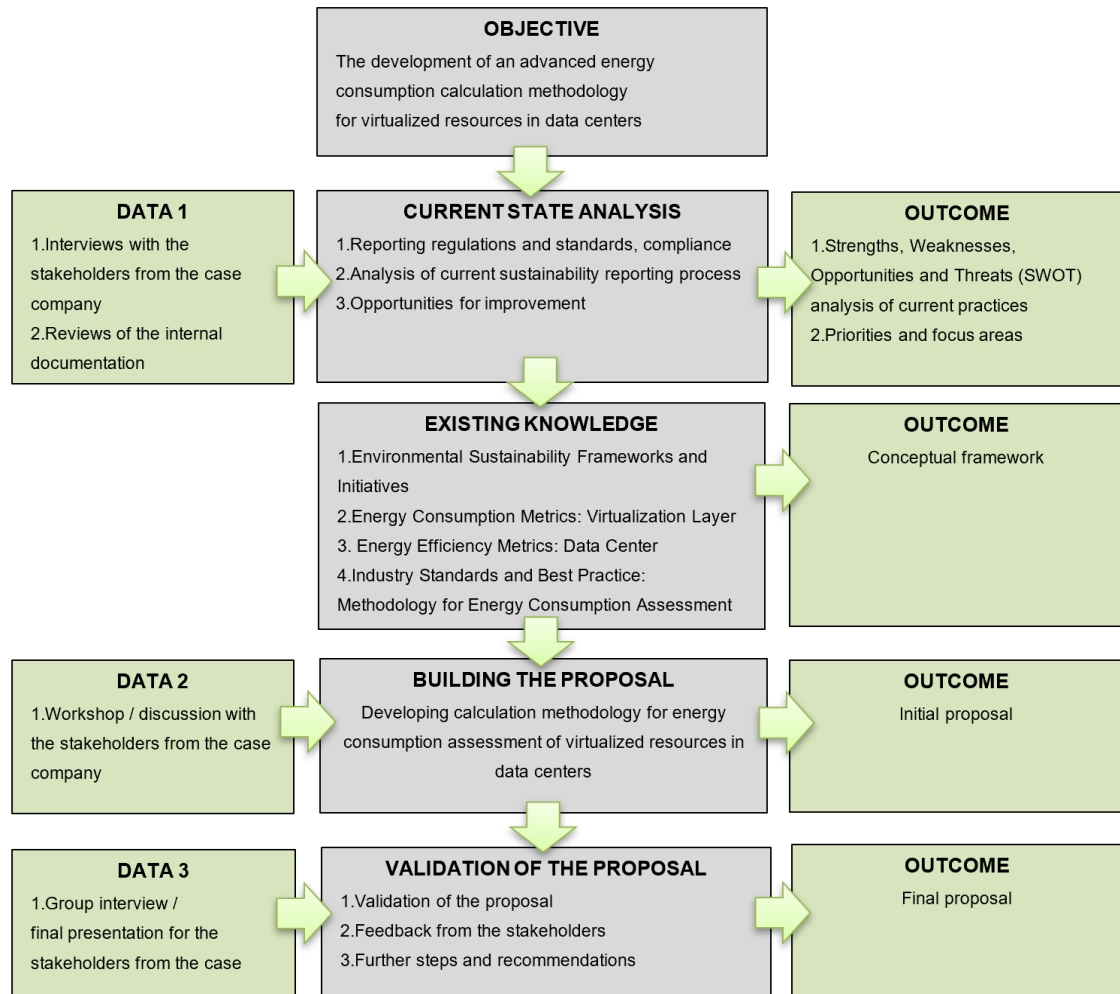 OBJECTIVE
The development of an advanced energy
consumption calculation methodology
for virtualized resources in data centers
DATA 1
1.Interviews with the
stakeholders from the case
company
2.Reviews of the internal
documentation
CURRENT STATE ANALYSIS
1.Reporting regulations and standards, compliance
2.Analysis of current sustainability reporting process
3.Opportunities for improvement
OUTCOME
1.Strengths, Weaknesses,
Opportunities and Threats (SWOT)
analysis of current practices
2.Priorities and focus areas
EXISTING KNOWLEDGE
1.Environmental Sustainability Frameworks and
Initiatives
2.Energy Consumption Metrics: Virtualization Layer
3. Energy Efficiency Metrics: Data Center
4.Industry Standards and Best Practice:
Methodology for Energy Consumption Assessment
OUTCOME
Conceptual framework
DATA 2
1.Workshop / discussion with
the stakeholders from the case
company
BUILDING THE PROPOSAL
Developing calculation methodology for energy
consumption assessment of virtualized resources in
data centers
OUTCOME
Initial proposal
DATA 3
1.Group interview /
final presentation for the
stakeholders from the case
VALIDATION OF THE PROPOSAL
1.Validation of the proposal
2.Feedback from the stakeholders
3.Further steps and recommendations
OUTCOME
Final proposal